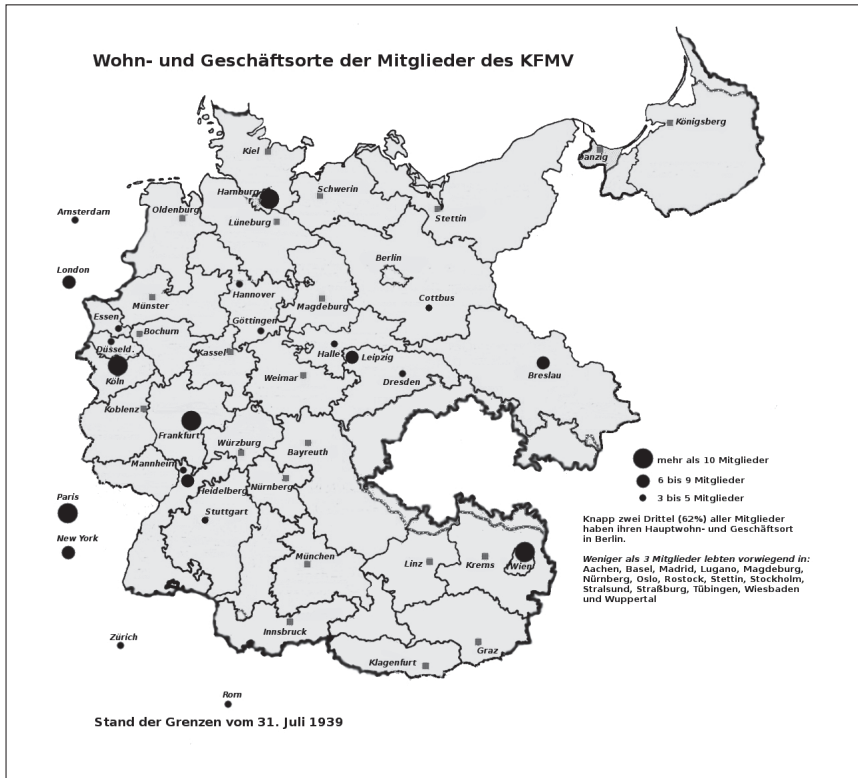 Wohn- und Geschäftsorte der Mitglieder des KFMV
Königsberg
Danzig
Kiel
Hamburg
Schwerin
Amsterdam
Oldenburg
Lüneburg
Stettin
Berlin
London
Hannover
Münster
Magdeburg
Cottbus
Essen
Göttingen
Bochum
Düsseld.
Kassel
Halle
Leipzig
Köln
Weimar
Dresden
Breslau
Koblenz
Frankfurt
Würzburg
Bayreuth
Mannheim
Heidelberg
Nürnberg
mehr als 10 Mitglieder
6 bis 9 Mitglieder
3 bis 5 Mitglieder
Paris
Stuttgart
New York
Knapp zwei Drittel (62%) aller Mitglieder
haben ihren Hauptwohn- und Geschäftsort
in Berlin.
München
Linz
Krems
Wien
Weniger als 3 Mitglieder lebten vorwiegend in:
Aachen, Basel, Madrid, Lugano, Magdeburg,
Nürnberg, Oslo, Rostock, Stettin, Stockholm,
Stralsund, Straßburg, Tübingen, Wiesbaden
und Wuppertal
Zürich
Innsbruck
Graz
Klagenfurt
Rom
Stand der Grenzen vom 31. Juli 1939